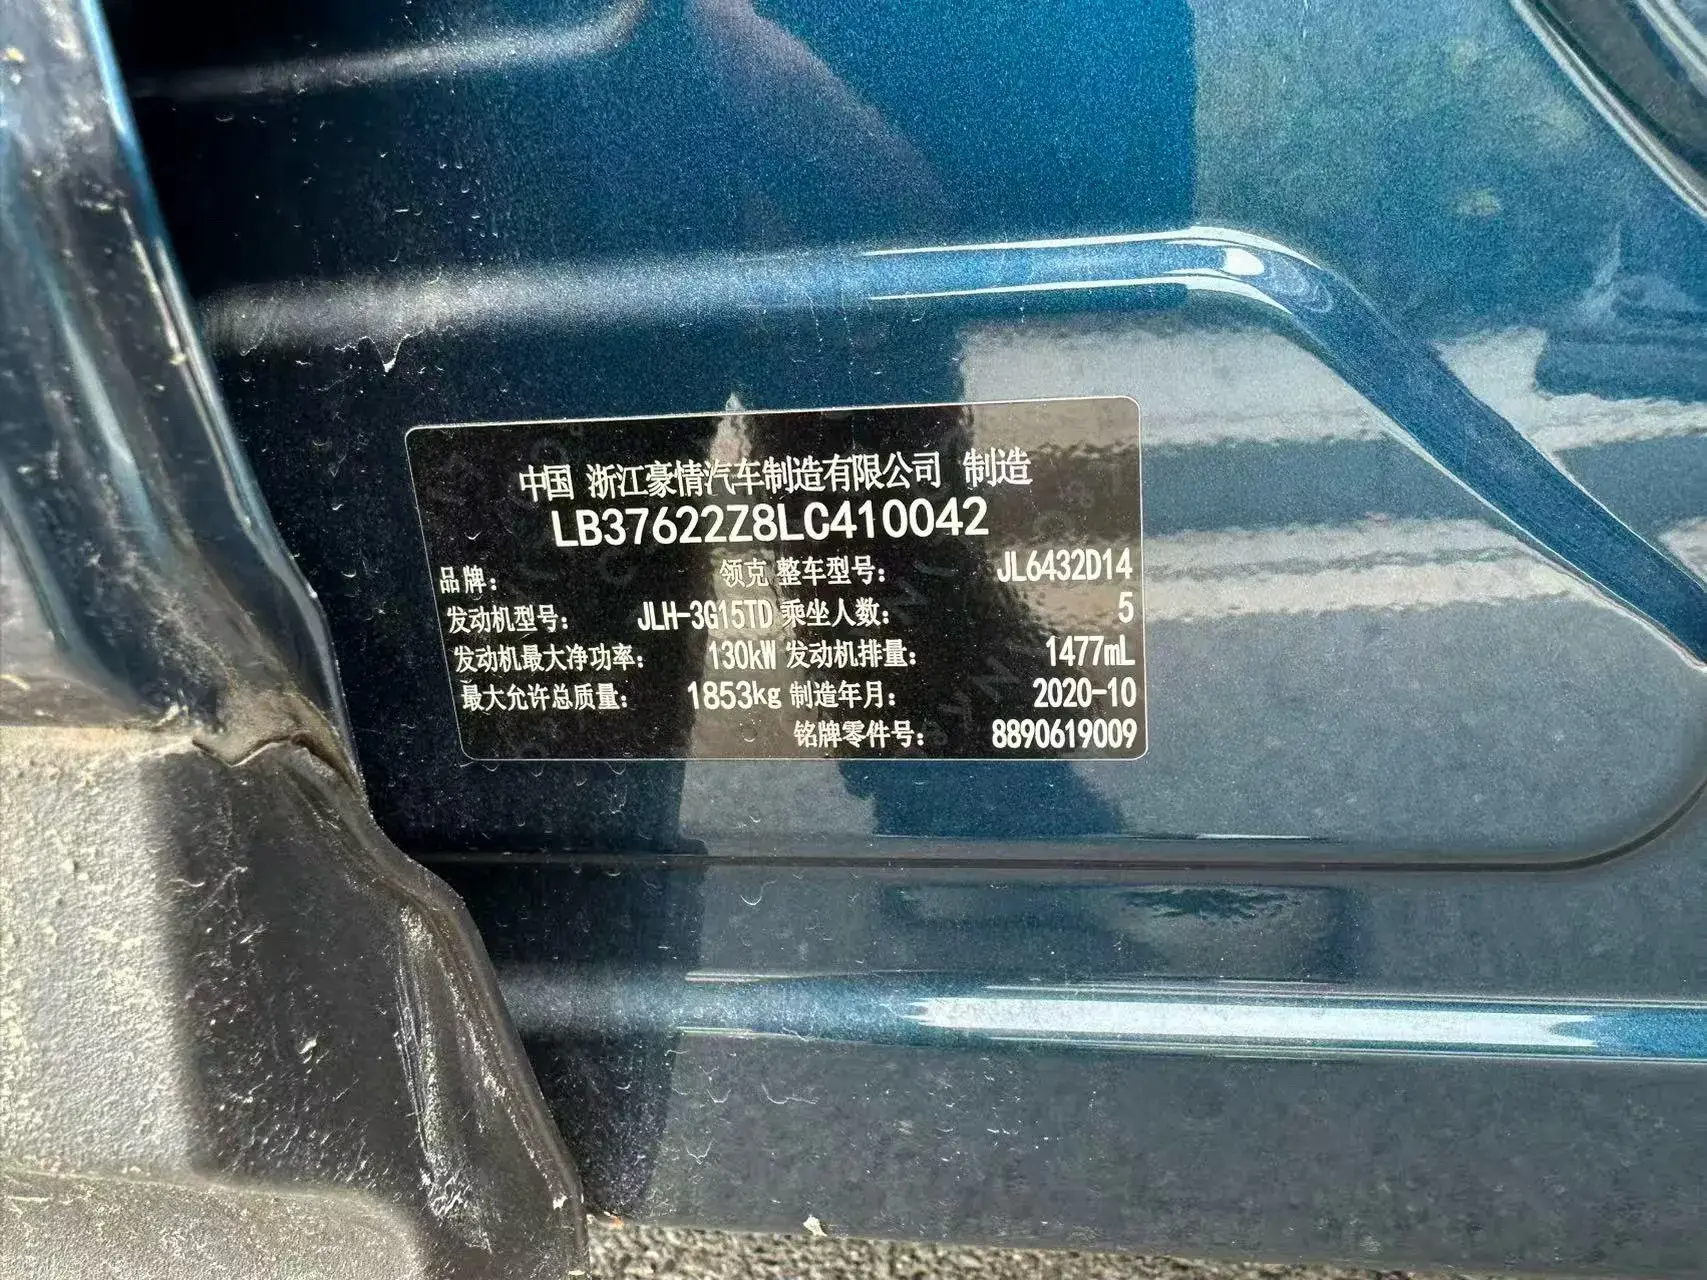 中国 浙江豪情汽车制造有限公司 制造
LB37622Z8LC410042
品牌： 领克 整车型号： JL6432D14
发动机型号： JLH-3G15TD 乘坐人数： 5
发动机最大净功率： 130kW 发动机排量： 1477mL
最大允许总质量： 1853kg 制造年月： 2020-10
铭牌零件号： 8890619009